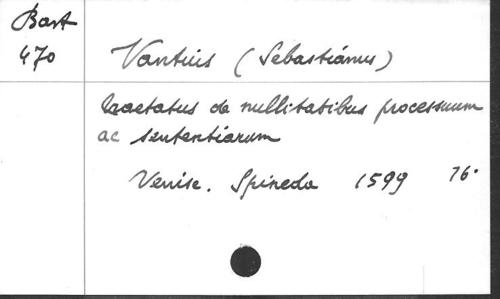 Bart
470
Vantius (Sebastianus)
Tractatus de nullitatibus processuum
ac sententiarum
Venise. Spineda 1599 16°